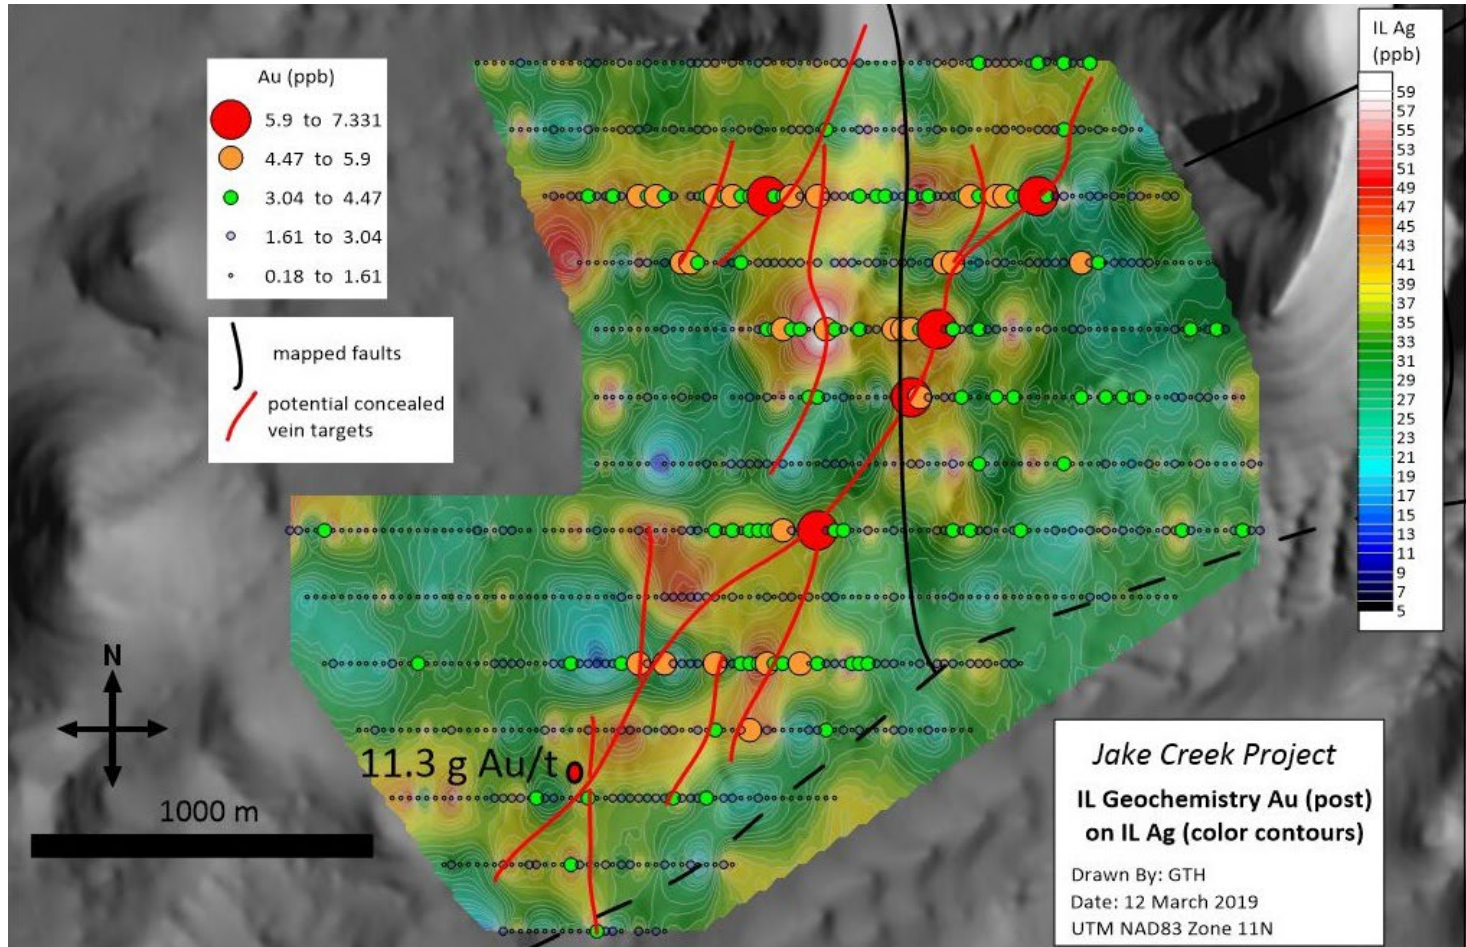 Au (ppb)
5.9 to 7.331
4.47 to 5.9
3.04 to 4.47
1.61 to 3.04
0.18 to 1.61
mapped faults
potential concealed
vein targets
IL Ag
(ppb)
59
57
55
53
51
49
47
45
43
41
39
37
35
33
31
29
27
25
23
21
19
17
15
13
11
9
7
5
N
1000 m
11.3 g Au/t
Jake Creek Project
IL Geochemistry Au (post)
on IL Ag (color contours)
Drawn By: GTH
Date: 12 March 2019
UTM NAD83 Zone 11N